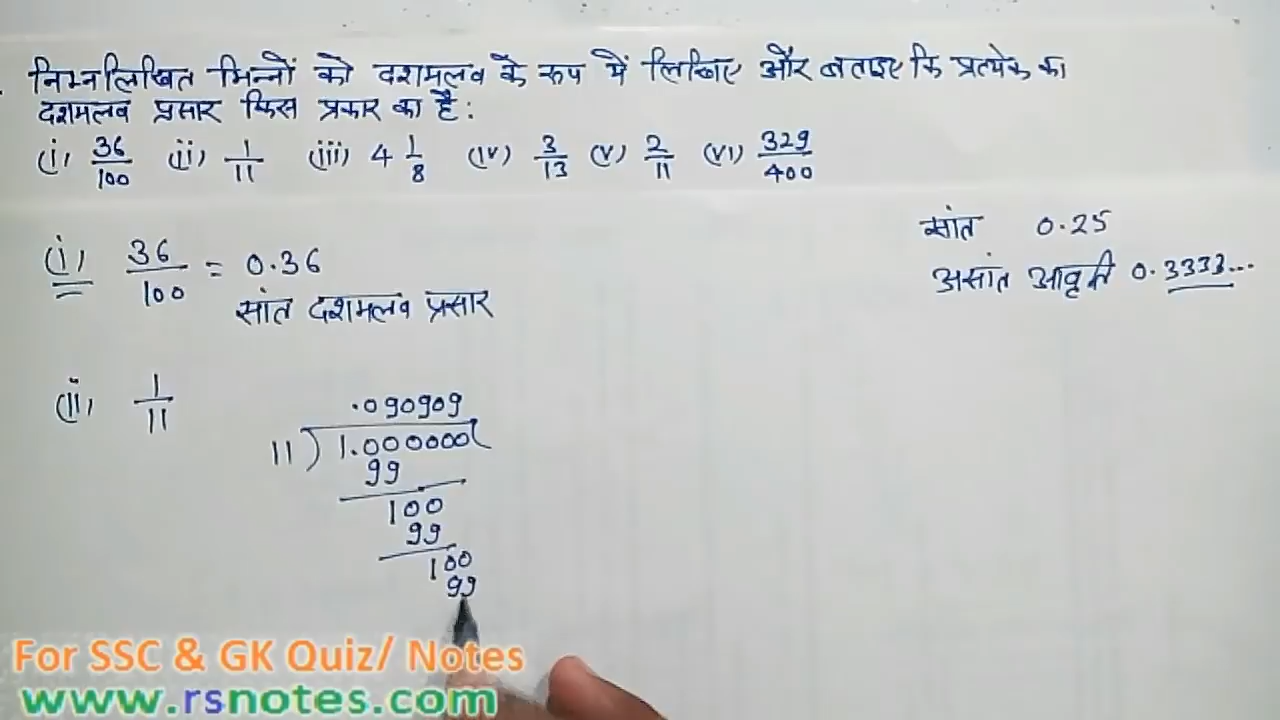 निम्नलिखित भिन्नों को दशमलव के रूप में लिखिए और बताइए कि प्रत्येक का
दशमलव प्रसार किस प्रकार का है:
(i) 36/100 (ii) 1/11 (iii) 4 1/8 (iv) 3/13 (v) 2/11 (vi) 329/400
सांत 0.25
असांत आवृती 0.3333...
(i) 36/100 = 0.36
सांत दशमलव प्रसार
(ii) 1/11
.090909
11) 1.000000(
99
100
99
100
99
For SSC & GK Quiz/ Notes
www.rsnotes.com